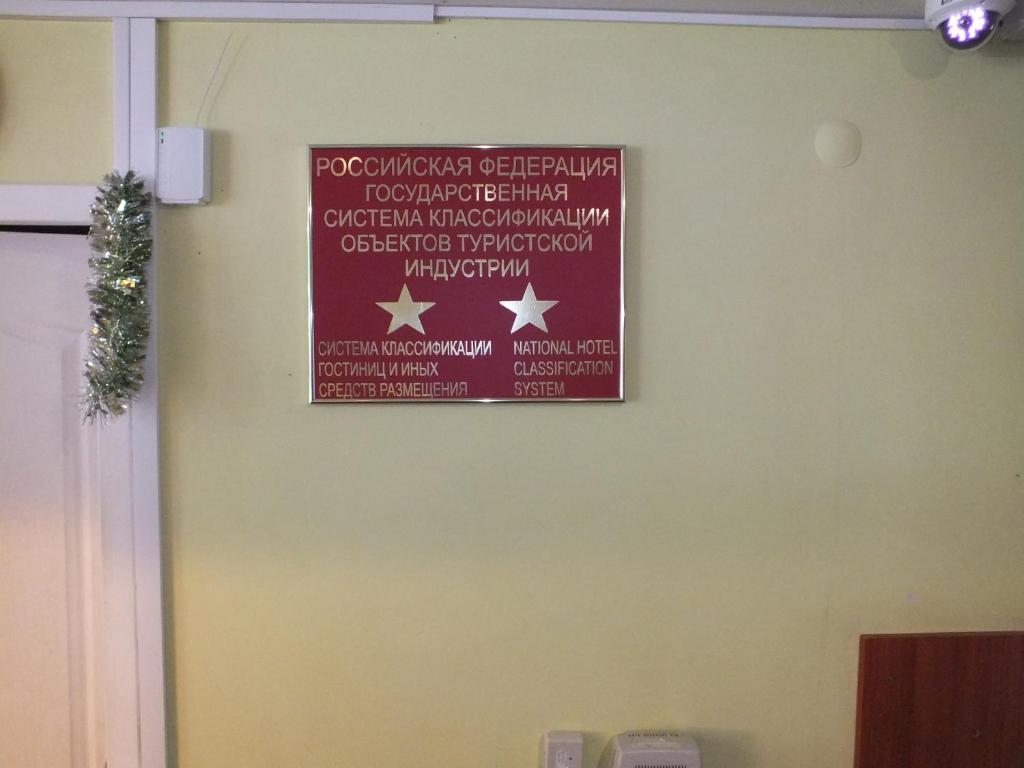 РОССИЙСКАЯ ФЕДЕРАЦИЯ
ГОСУДАРСТВЕННАЯ
СИСТЕМА КЛАССИФИКАЦИИ
ОБЪЕКТОВ ТУРИСТСКОЙ
ИНДУСТРИИ
СИСТЕМА КЛАССИФИКАЦИИ
ГОСТИНИЦ И ИНЫХ
СРЕДСТВ РАЗМЕЩЕНИЯ
NATIONAL HOTEL
CLASSIFICATION
SYSTEM